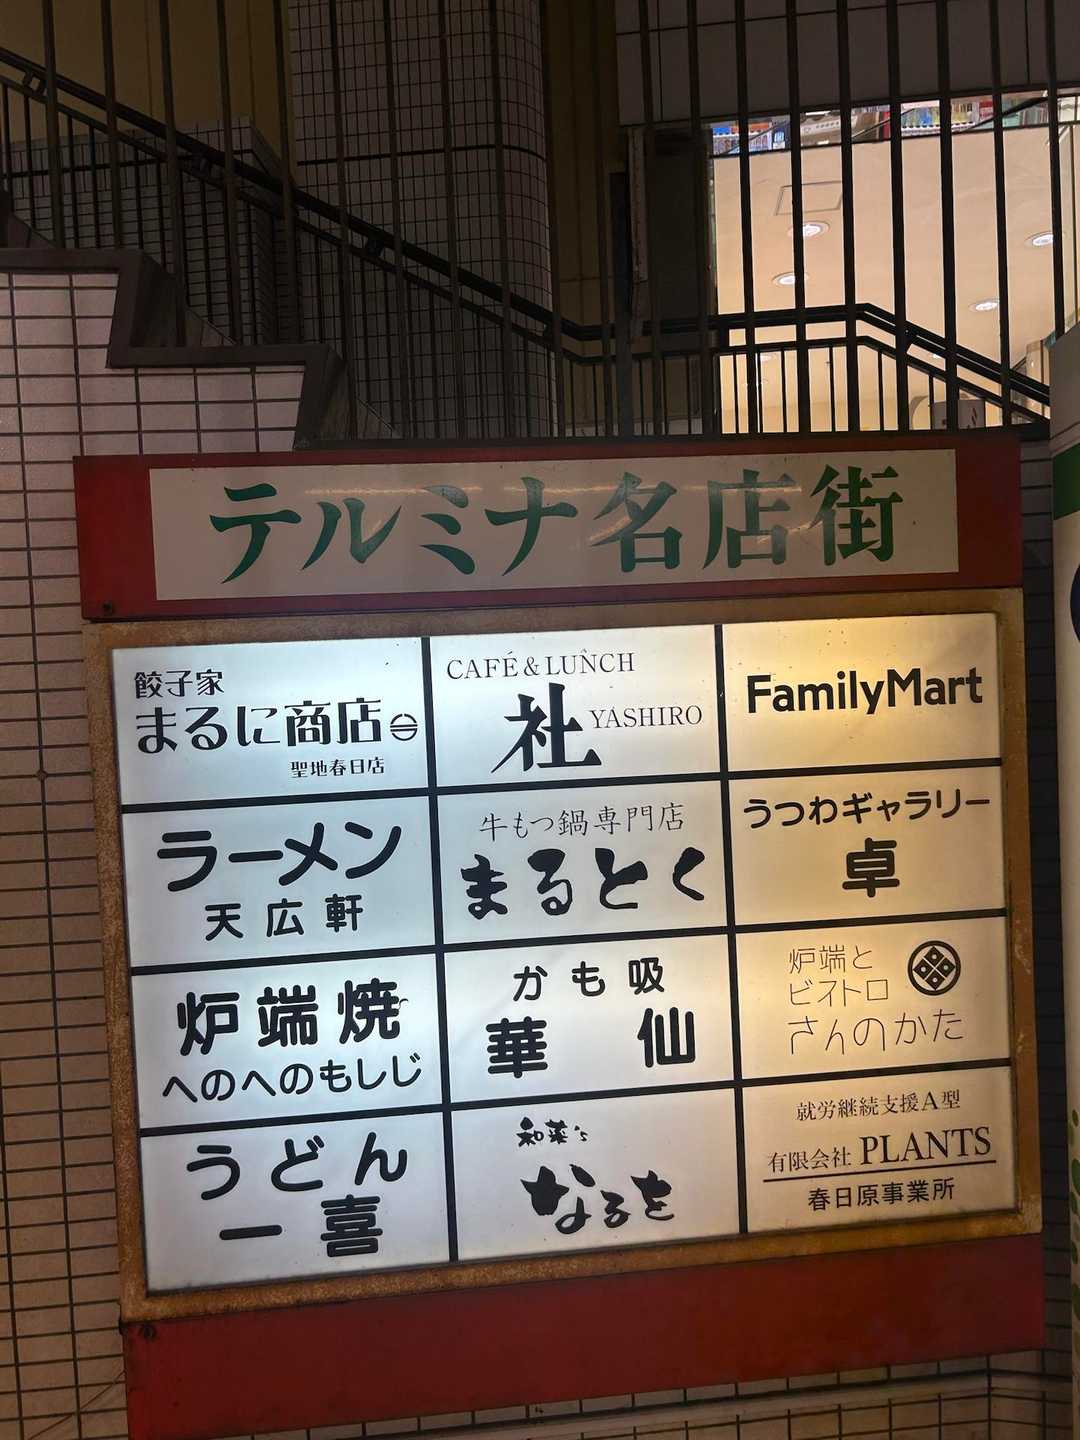 テルミナ名店街
餃子家
まるに商店
聖地春日店
CAFÉ & LUNCH
社 YASHIRO
FamilyMart
ラーメン
天広軒
牛もつ鍋専門店
まるとく
うつわギャラリー
卓
炉端焼
へのへのもしじ
かも吸
華仙
炉端と
ビストロ
さんのかた
うどん
一喜
和菜's
なるを
就労継続支援A型
有限会社 PLANTS
春日原事業所